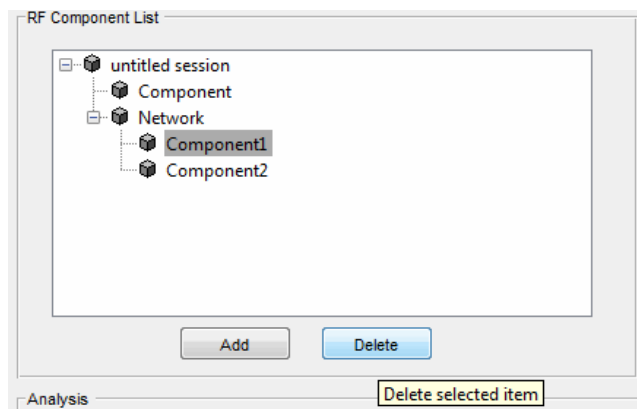 RF Component List
untitled session
Component
Network
Component1
Component2
Add Delete
Delete selected item
Analysis